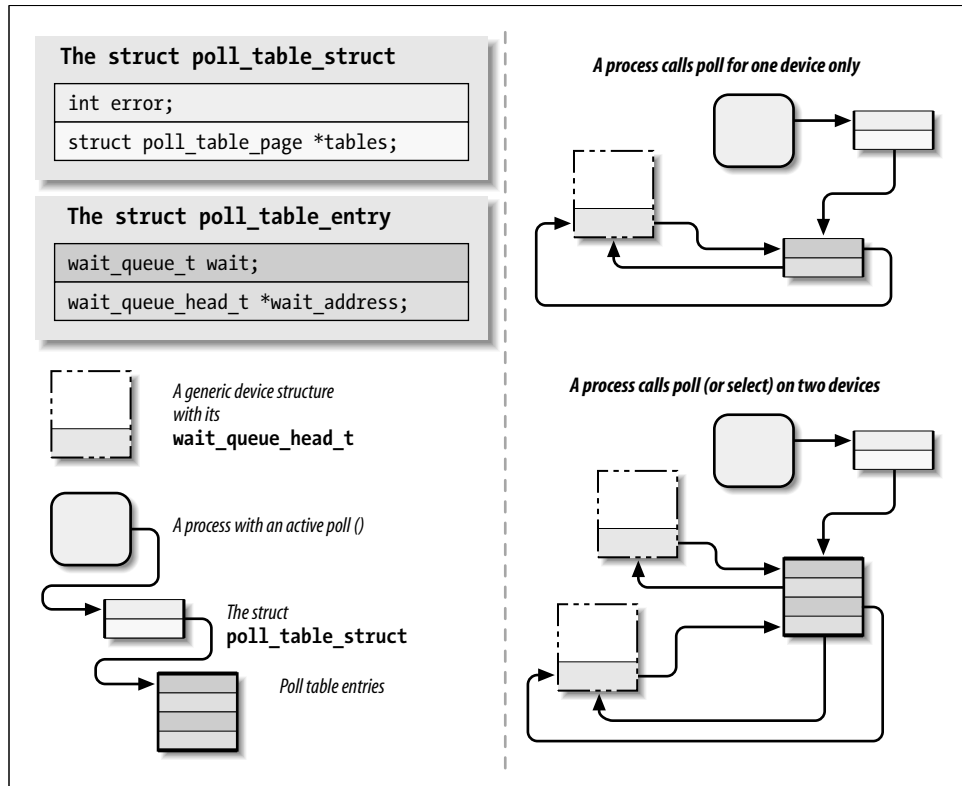 The struct poll_table_struct
int error;
struct poll_table_page *tables;
The struct poll_table_entry
wait_queue_t wait;
wait_queue_head_t *wait_address;
A generic device structure
with its
wait_queue_head_t
A process with an active poll ()
The struct
poll_table_struct
Poll table entries
A process calls poll for one device only
A process calls poll (or select) on two devices